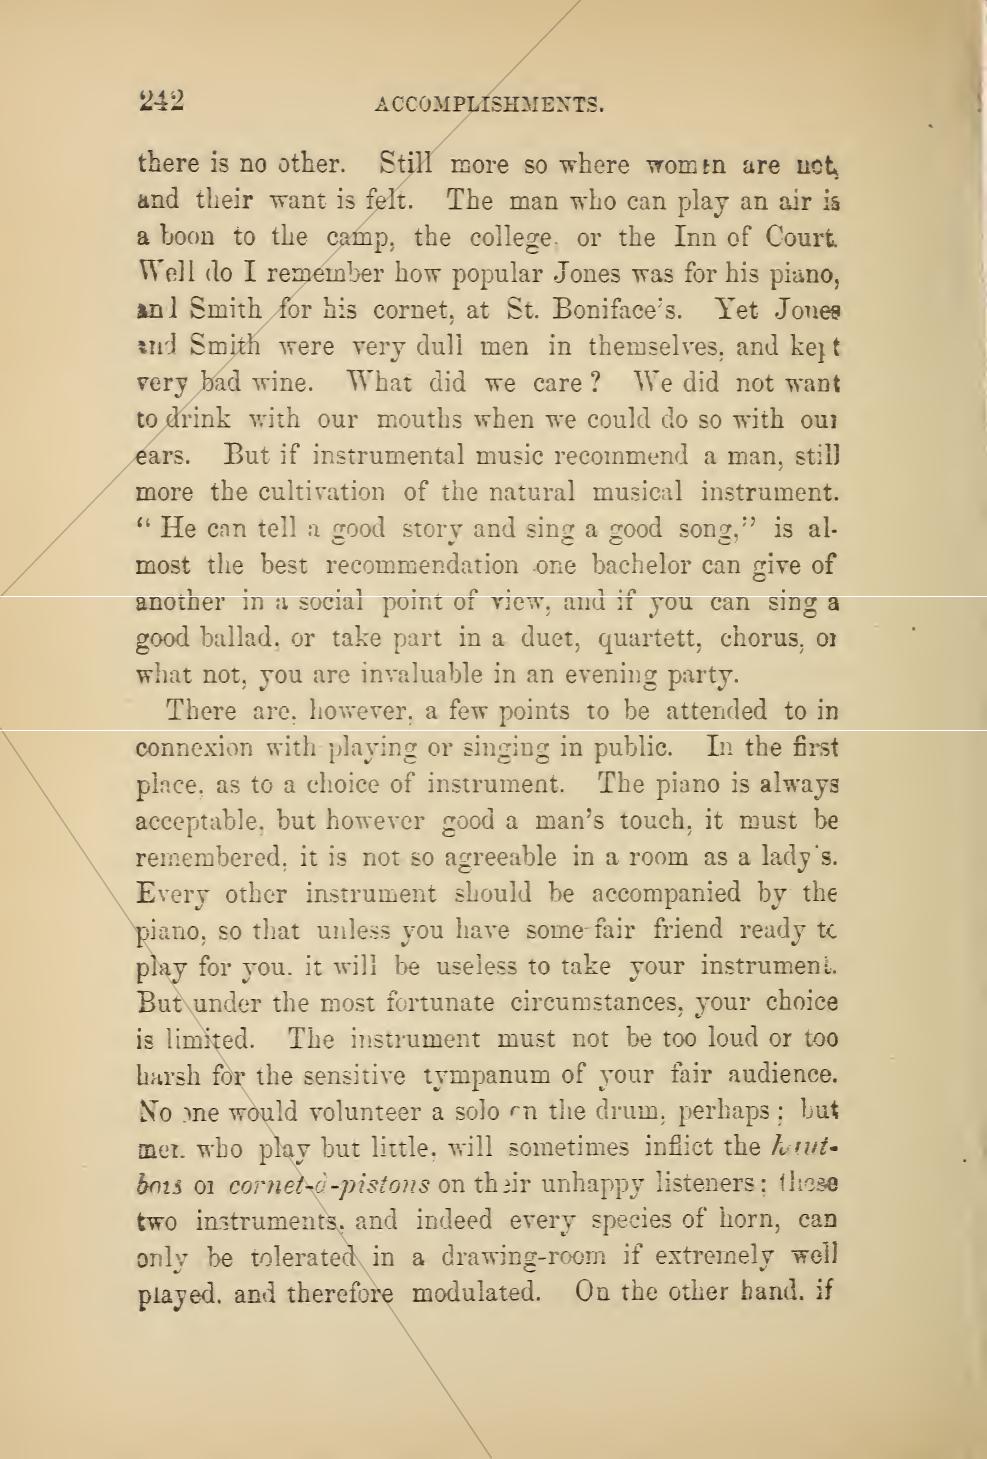 242 ACCOMPLISHMENTS.
there is no other. Still more so where women are not,
and their want is felt. The man who can play an air is
a boon to the camp, the college, or the Inn of Court.
Well do I remember how popular Jones was for his piano,
and Smith for his cornet, at St. Boniface's. Yet Jones
and Smith were very dull men in themselves, and kept
very bad wine. What did we care? We did not want
to drink with our mouths when we could do so with our
ears. But if instrumental music recommend a man, still
more the cultivation of the natural musical instrument.
“ He can tell a good story and sing a good song,” is al-
most the best recommendation one bachelor can give of
another in a social point of view, and if you can sing a
good ballad, or take part in a duet, quartett, chorus, or
what not, you are invaluable in an evening party.
There are, however, a few points to be attended to in
connexion with playing or singing in public. In the first
place, as to a choice of instrument. The piano is always
acceptable, but however good a man's touch, it must be
remembered, it is not so agreeable in a room as a lady's.
Every other instrument should be accompanied by the
piano, so that unless you have some fair friend ready to
play for you, it will be useless to take your instrument.
But under the most fortunate circumstances, your choice
is limited. The instrument must not be too loud or too
harsh for the sensitive tympanum of your fair audience.
No one would volunteer a solo on the drum, perhaps; but
men who play but little, will sometimes inflict the haut-
bois or cornet-à-pistons on their unhappy listeners; these
two instruments, and indeed every species of horn, can
only be tolerated in a drawing-room if extremely well
played, and therefore modulated. On the other hand, if